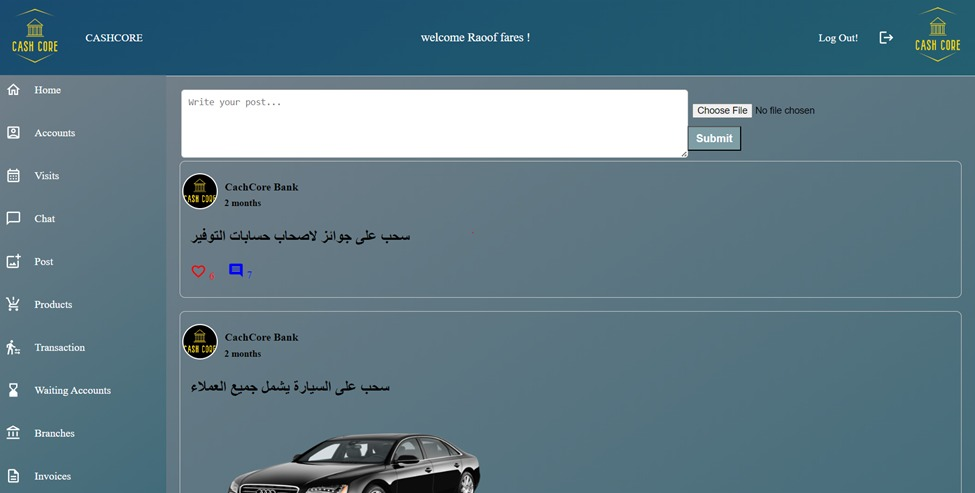 CASH CORE
CASHCORE
welcome Raoof fares !
Log Out!
CASH CORE
Home
Accounts
Visits
Chat
Post
Products
Transaction
Waiting Accounts
Branches
Invoices
Write your post...
Choose File No file chosen
Submit
CASH CORE
CachCore Bank
2 months
سحب على جوائز لاصحاب حسابات التوفير
6 7
CASH CORE
CachCore Bank
2 months
سحب على السيارة يشمل جميع العملاء